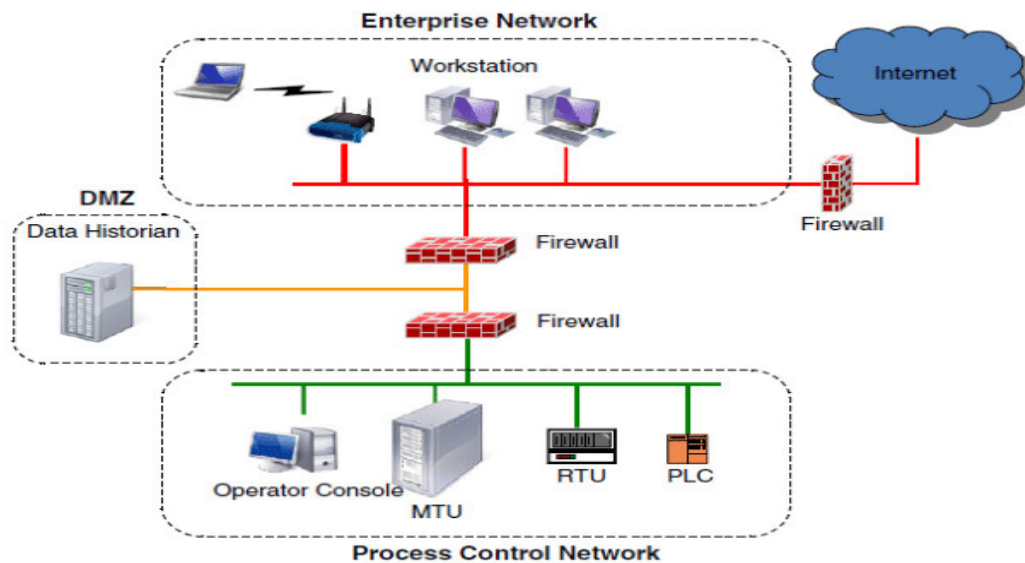 Enterprise Network
Workstation
Internet
DMZ
Data Historian
Firewall
Firewall
Firewall
Operator Console
MTU
RTU
PLC
Process Control Network